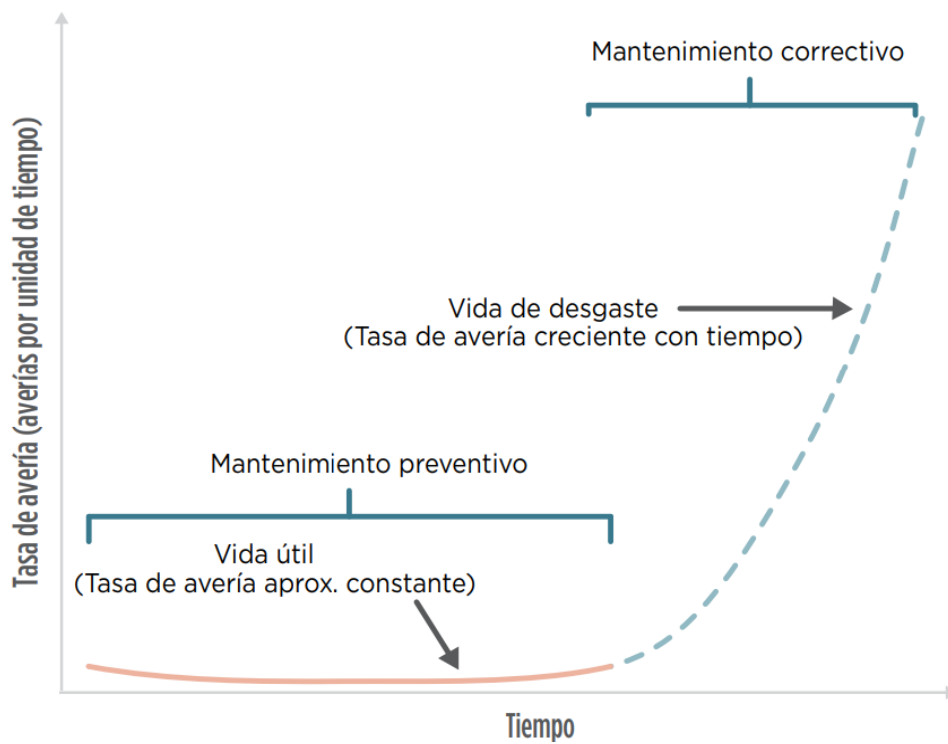 Mantenimiento correctivo
Tasa de avería (averías por unidad de tiempo)
Vida de desgaste
(Tasa de avería creciente con tiempo)
Mantenimiento preventivo
Vida útil
(Tasa de avería aprox. constante)
Tiempo